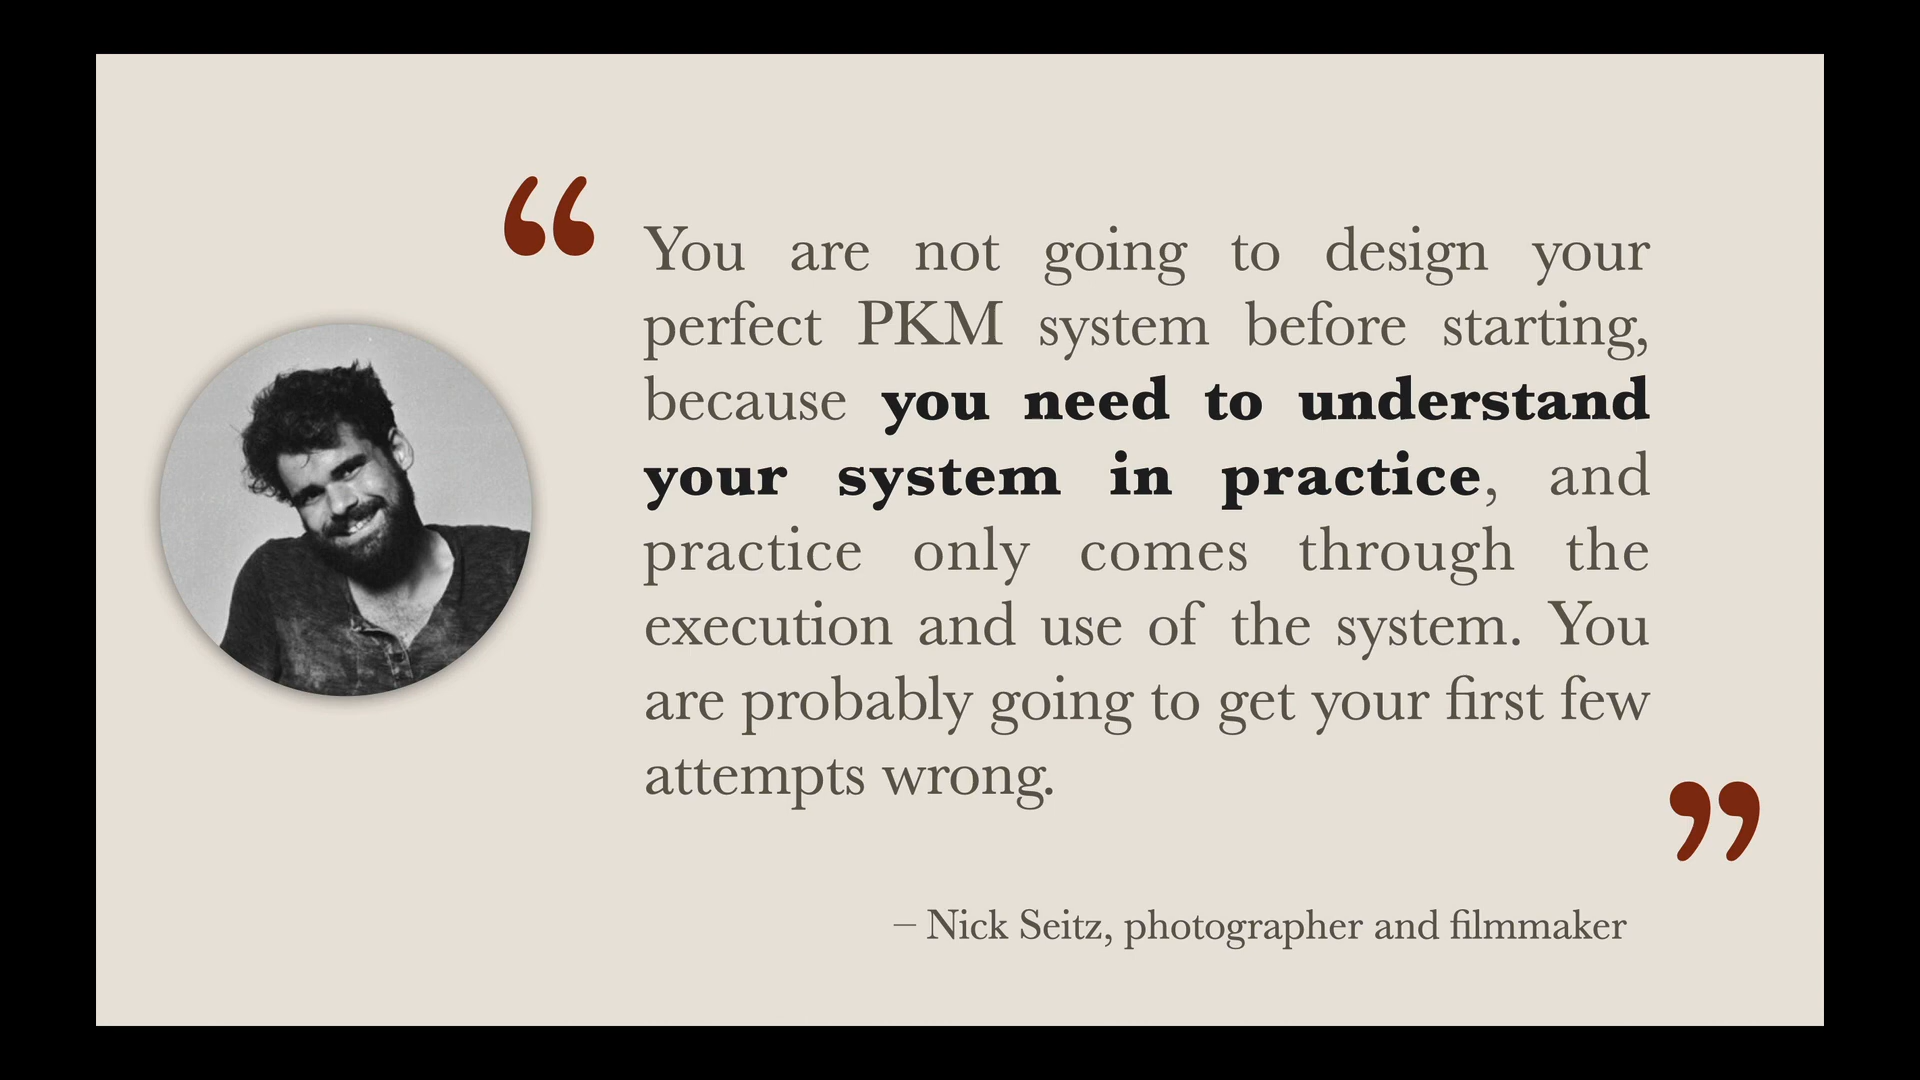 “
You are not going to design your
perfect PKM system before starting,
because you need to understand
your system in practice, and
practice only comes through the
execution and use of the system. You
are probably going to get your first few
attempts wrong.
”
– Nick Seitz, photographer and filmmaker